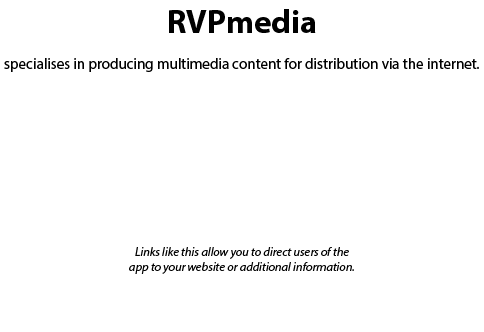 RVPmedia
specialises in producing multimedia content for distribution via the internet.
Links like this allow you to direct users of the
app to your website or additional information.